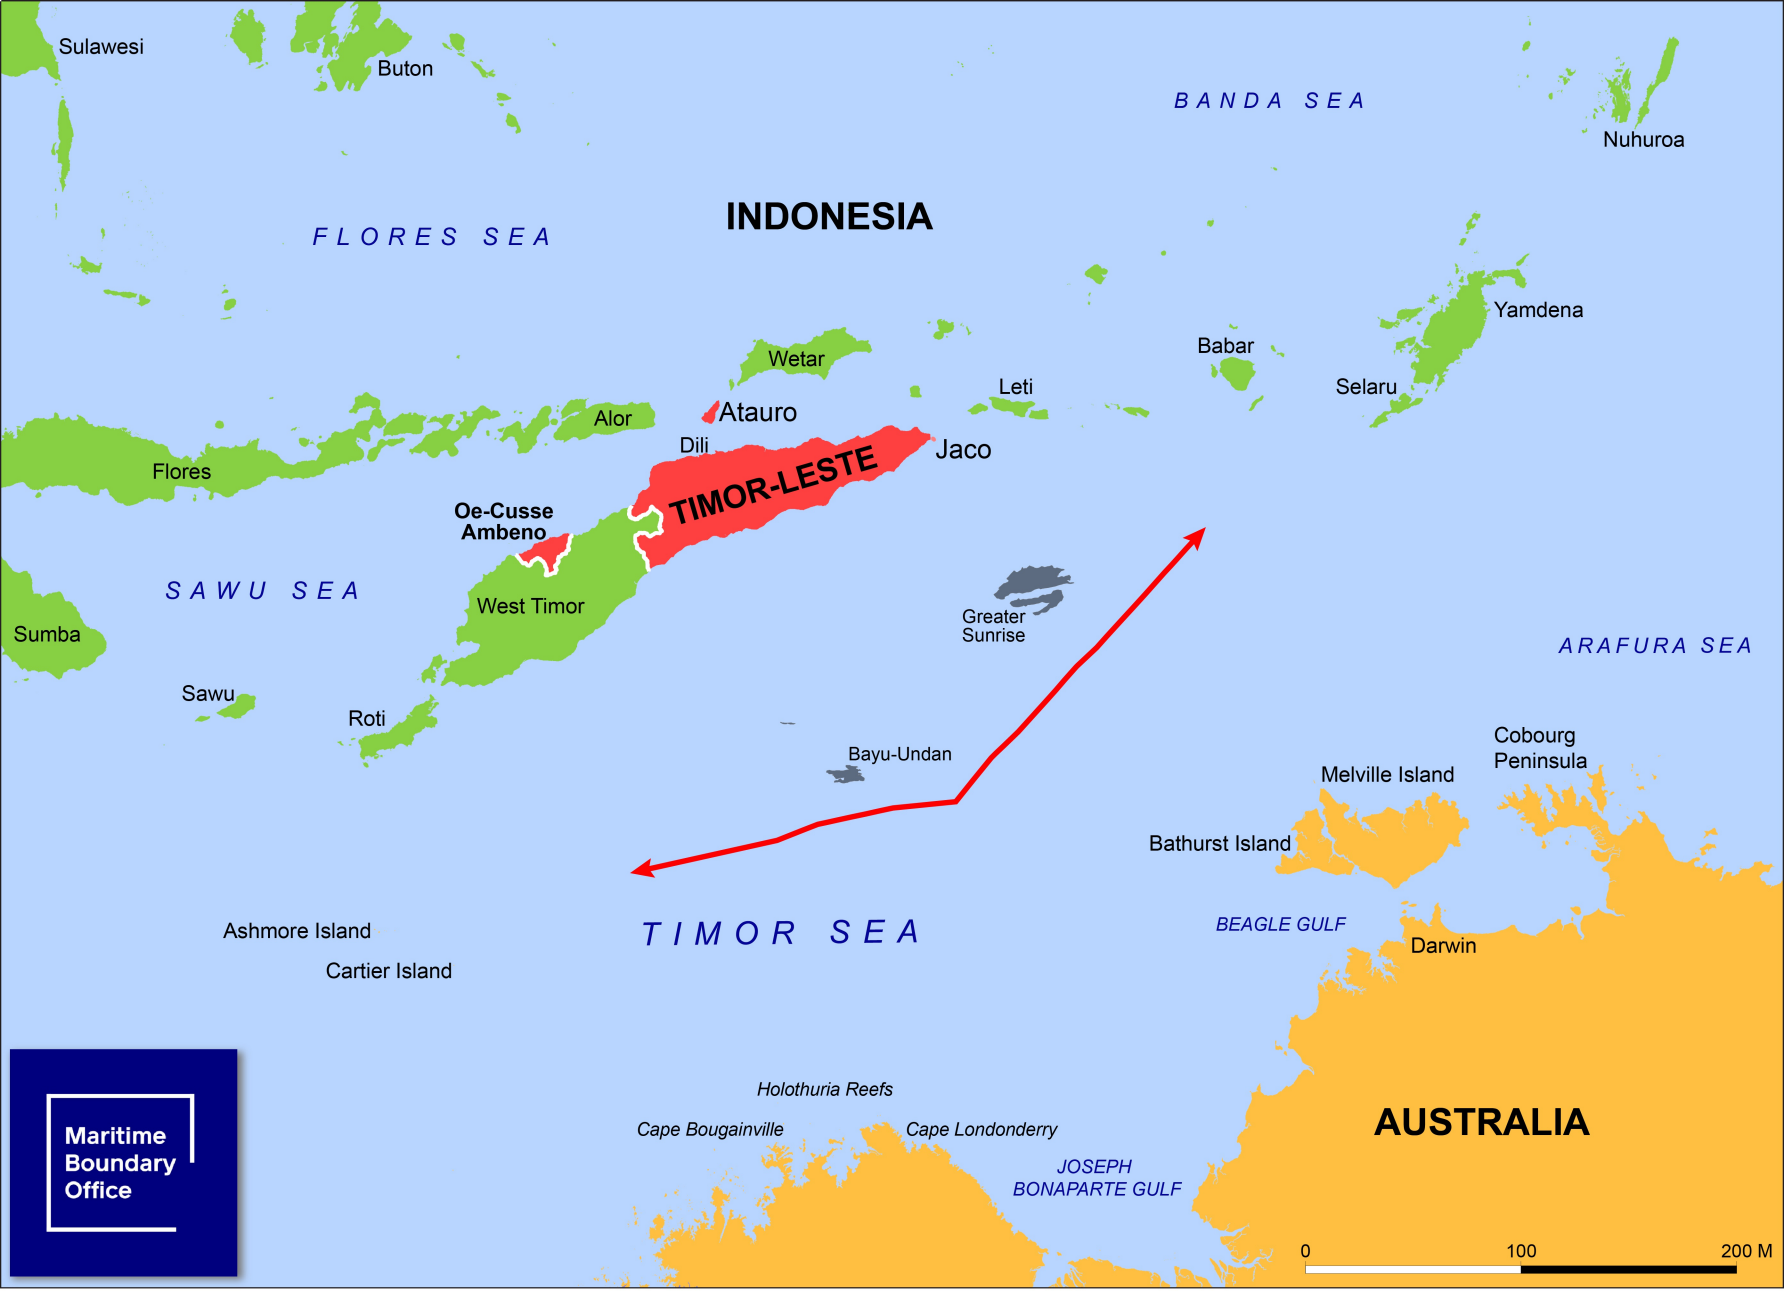 Sulawesi
Buton
BANDA SEA
Nuhuroa
INDONESIA
FLORES SEA
Yamdena
Wetar
Babar
Leti
Selaru
Atauro
Alor
Dili
Jaco
Flores
TIMOR-LESTE
Oe-Cusse
Ambeno
SAWU SEA
West Timor
Greater
Sunrise
Sumba
ARAFURA SEA
Sawu
Roti
Bayu-Undan
Cobourg
Peninsula
Melville Island
Bathurst Island
Ashmore Island
TIMOR SEA
BEAGLE GULF
Darwin
Cartier Island
Holothuria Reefs
Cape Bougainville
Cape Londonderry
AUSTRALIA
JOSEPH
BONAPARTE GULF
Maritime
Boundary
Office
0 100 200 M